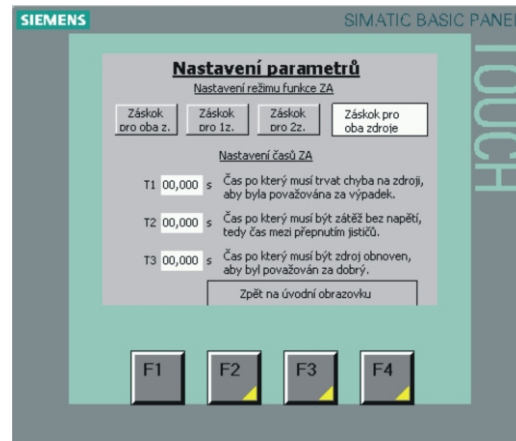 SIEMENS
SIMATIC BASIC PANEL
TOUCH
Nastavení parametrů
Nastavení režimu funkce ZA
Záskok pro oba z.
Záskok pro 1z.
Záskok pro 2z.
Záskok pro oba zdroje
Nastavení časů ZA
T1 00,000 s Čas po který musí trvat chyba na zdroji,
aby byla považována za výpadek.
T2 00,000 s Čas po který musí být zátěž bez napětí,
tedy čas mezi přepnutím jističů.
T3 00,000 s Čas po který musí být zdroj obnoven,
aby byl považován za dobrý.
Zpět na úvodní obrazovku
F1 F2 F3 F4